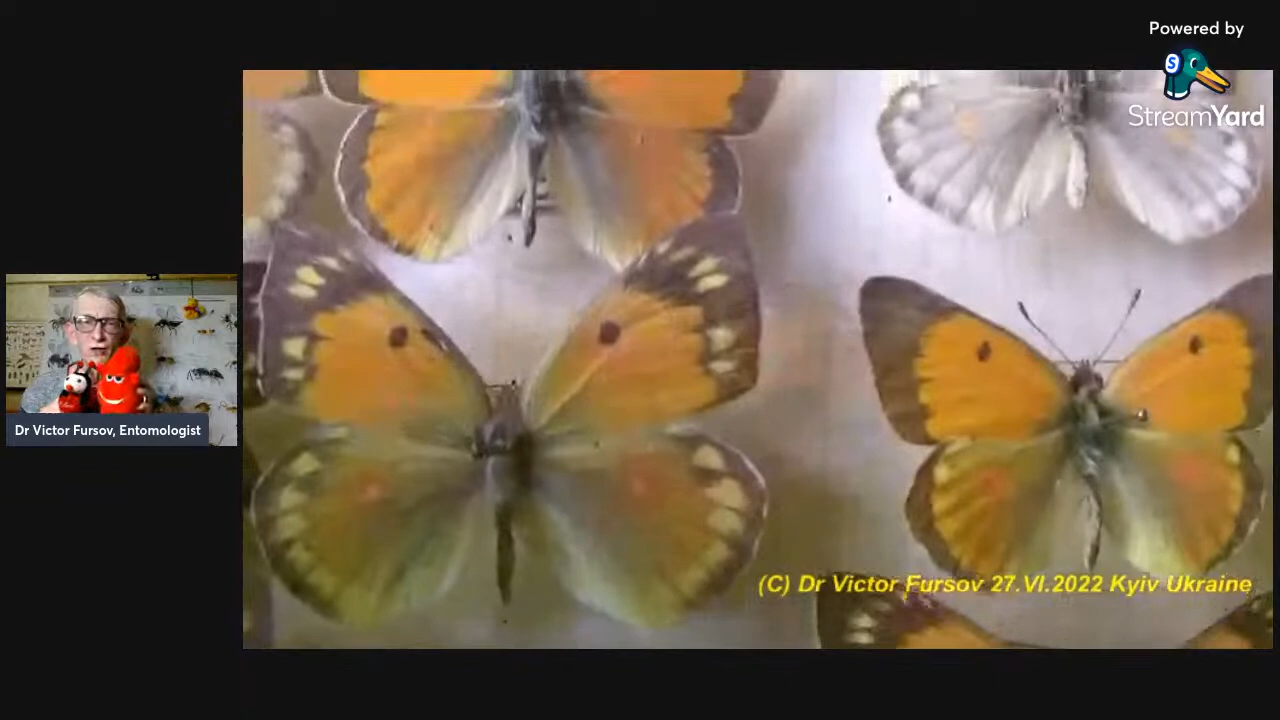 Powered by
StreamYard
Dr Victor Fursov, Entomologist
(C) Dr Victor Fursov 27.VI.2022 Kyiv Ukraine